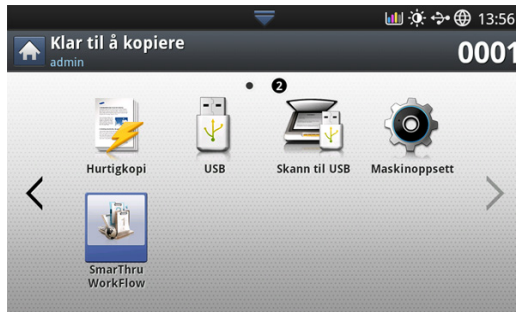 13:56
Klar til å kopiere
admin
0001
2
Hurtigkopi
USB
Skann til USB
Maskinoppsett
SmarThru
WorkFlow